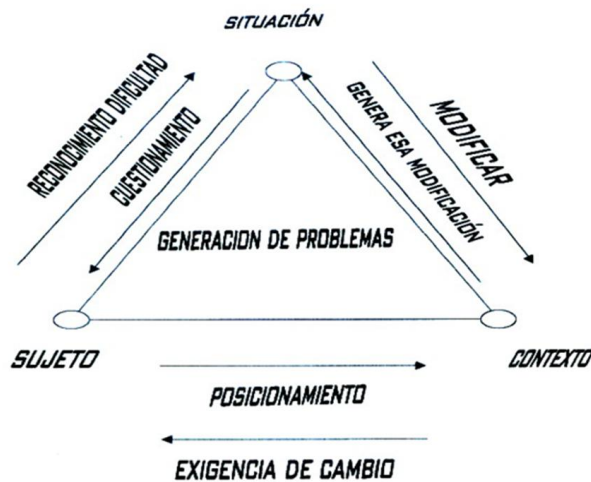 SITUACIÓN
RECONOCIMIENTO DIFICULTAD
CUESTIONAMIENTO
GENERA ESA MODIFICACIÓN
MODIFICAR
GENERACION DE PROBLEMAS
SUJETO
CONTEXTO
POSICIONAMIENTO
EXIGENCIA DE CAMBIO